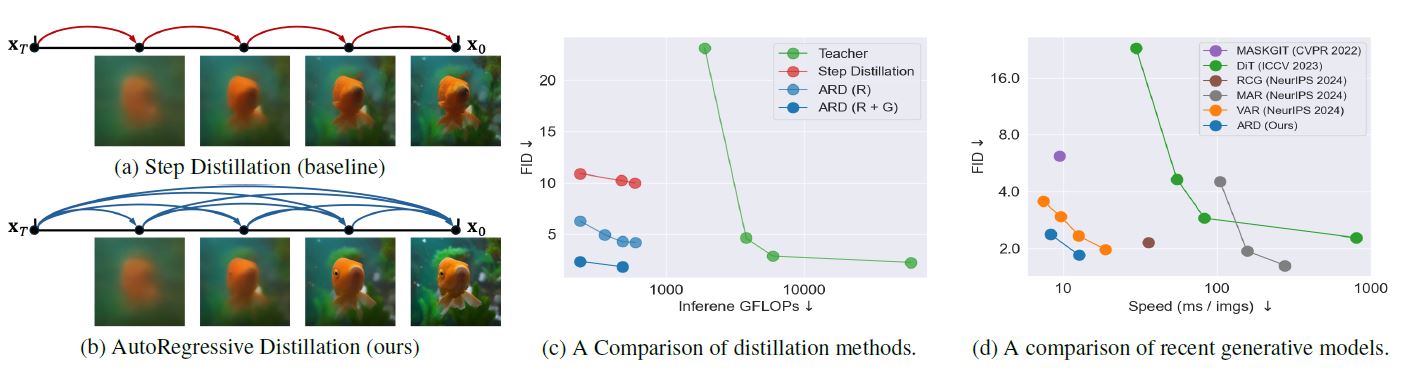 x_T x_0
(a) Step Distillation (baseline)
x_T x_0
(b) AutoRegressive Distillation (ours)
FID ↓
20
15
10
5
Teacher
Step Distillation
ARD (R)
ARD (R + G)
1000 10000
Inferene GFLOPs ↓
(c) A Comparison of distillation methods.
FID ↓
16.0
8.0
4.0
2.0
MASKGIT (CVPR 2022)
DiT (ICCV 2023)
RCG (NeurIPS 2024)
MAR (NeurIPS 2024)
VAR (NeurIPS 2024)
ARD (Ours)
10 100 1000
Speed (ms / imgs) ↓
(d) A comparison of recent generative models.